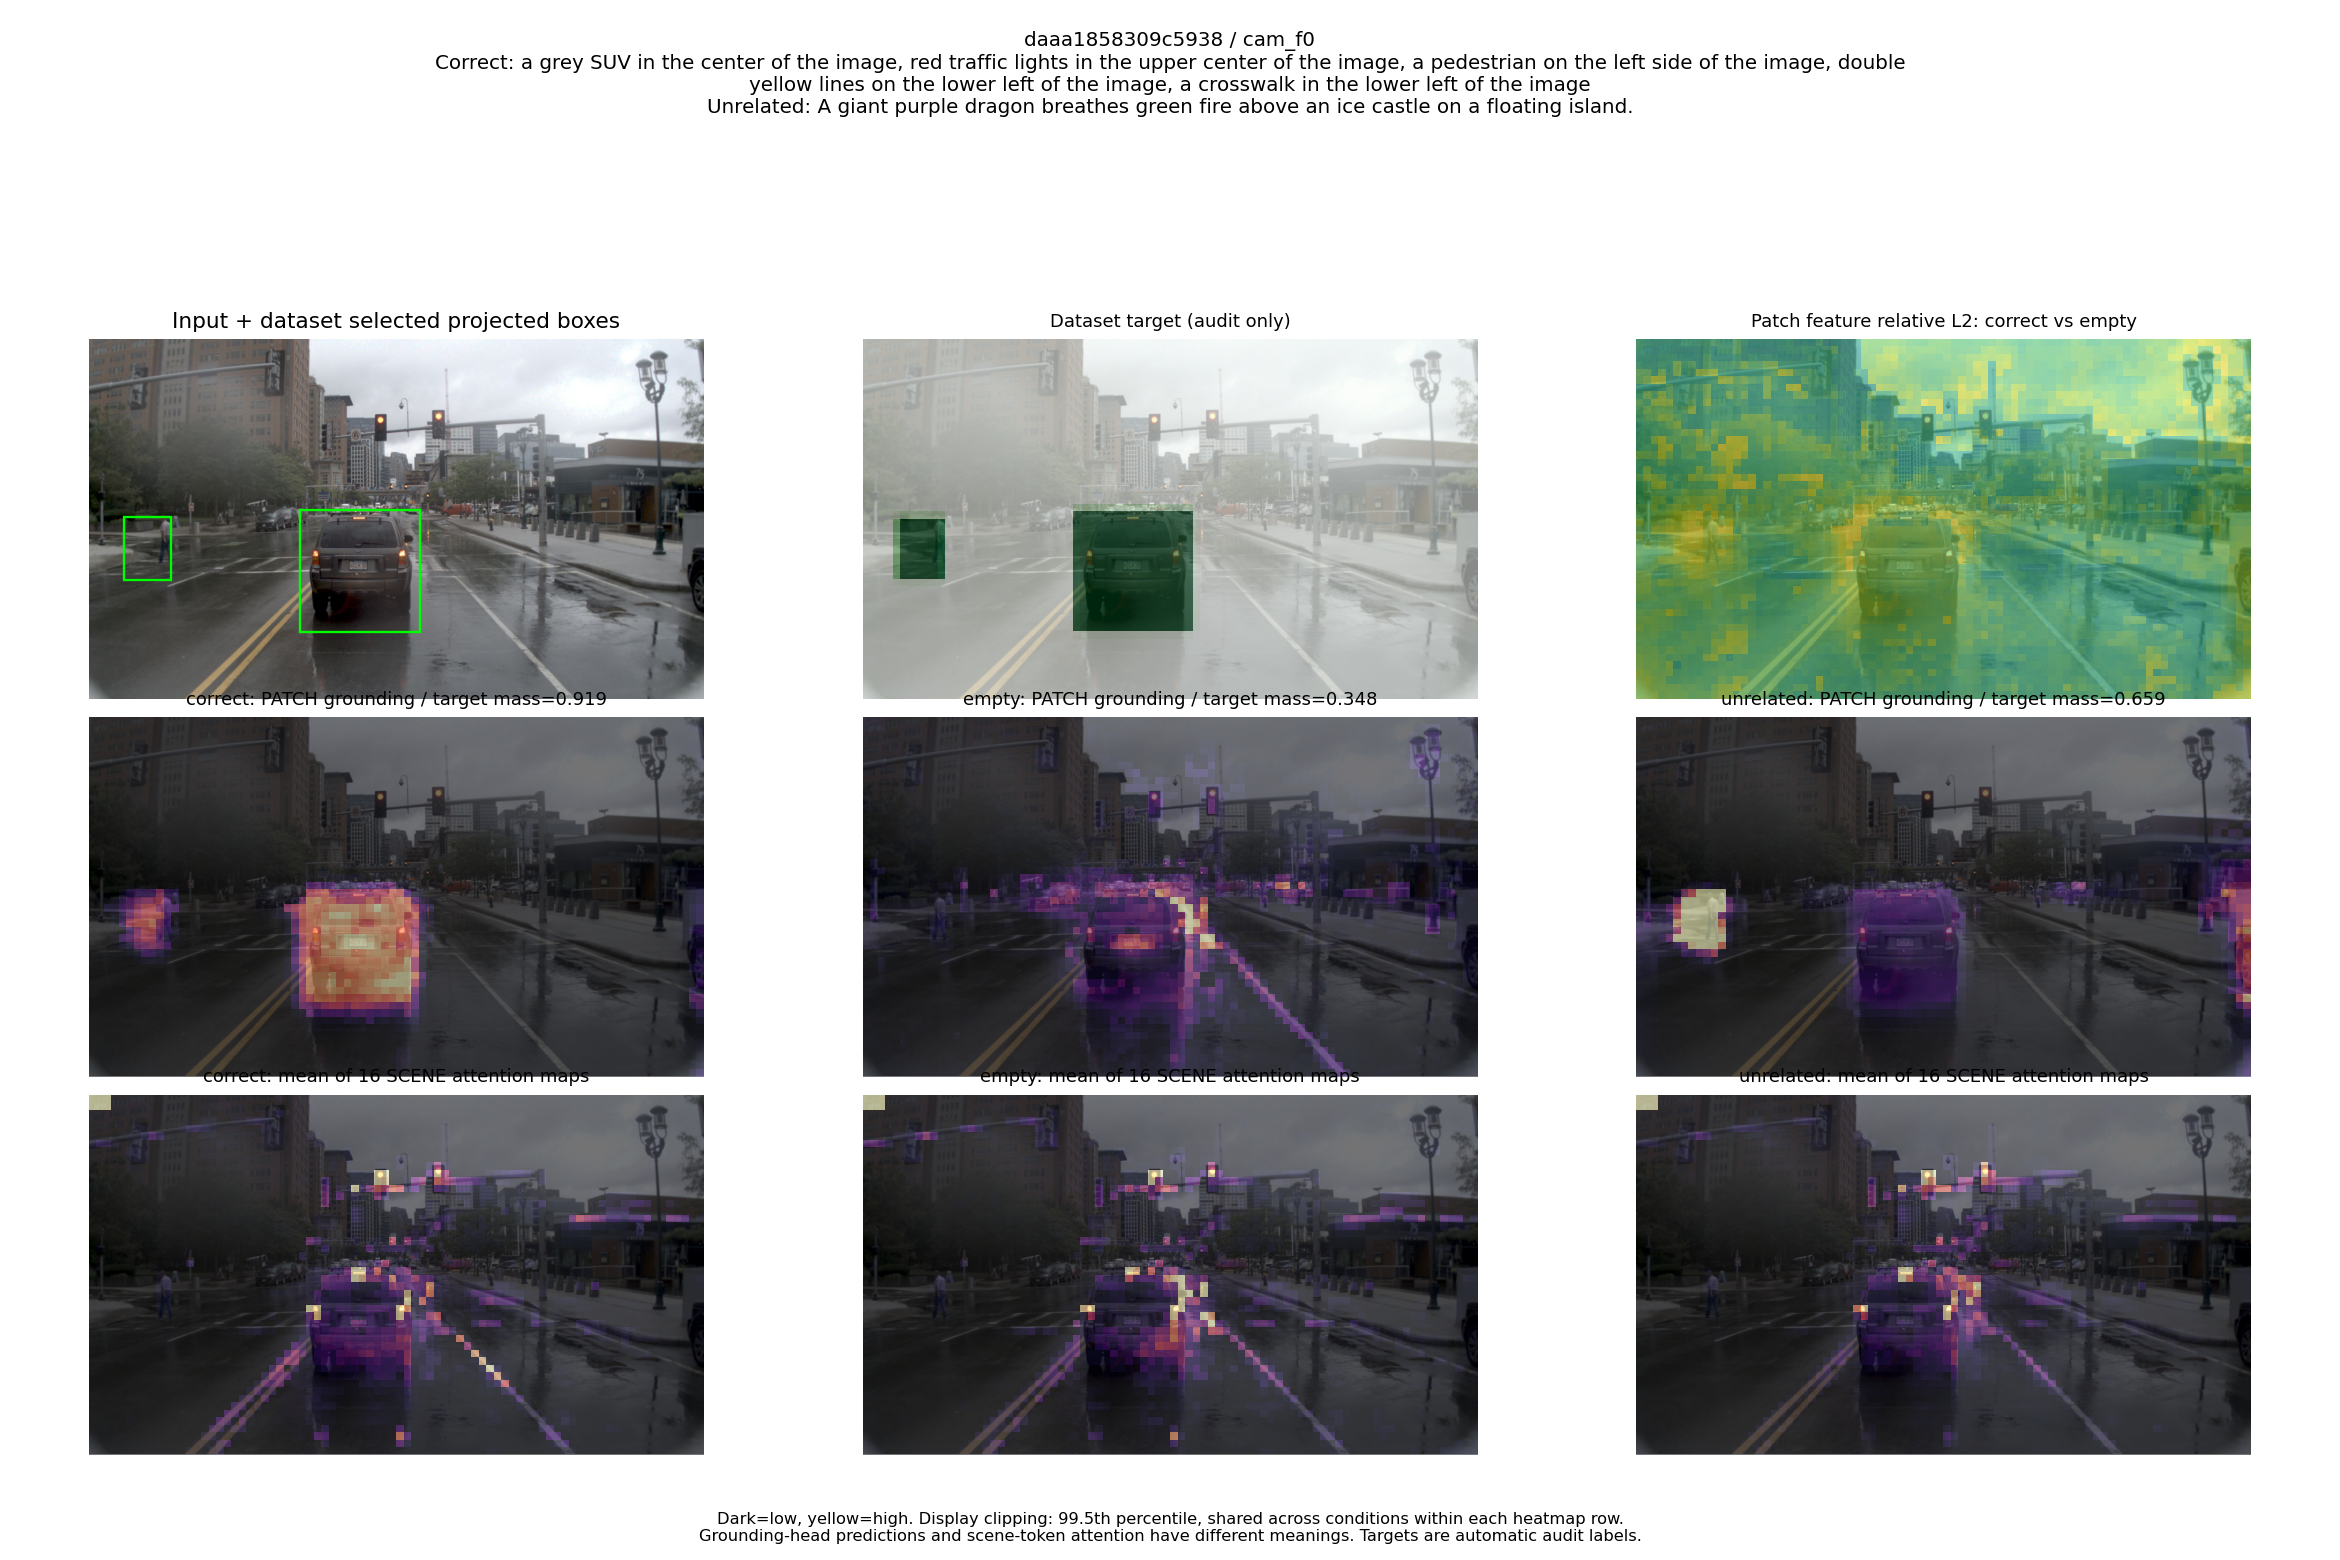 daaa1858309c5938 / cam_f0
Correct: a grey SUV in the center of the image, red traffic lights in the upper center of the image, a pedestrian on the left side of the image, double
yellow lines on the lower left of the image, a crosswalk in the lower left of the image
Unrelated: A giant purple dragon breathes green fire above an ice castle on a floating island.
Input + dataset selected projected boxes
Dataset target (audit only)
Patch feature relative L2: correct vs empty
correct: PATCH grounding / target mass=0.919
empty: PATCH grounding / target mass=0.348
unrelated: PATCH grounding / target mass=0.659
correct: mean of 16 SCENE attention maps
empty: mean of 16 SCENE attention maps
unrelated: mean of 16 SCENE attention maps
Dark=low, yellow=high. Display clipping: 99.5th percentile, shared across conditions within each heatmap row.
Grounding-head predictions and scene-token attention have different meanings. Targets are automatic audit labels.